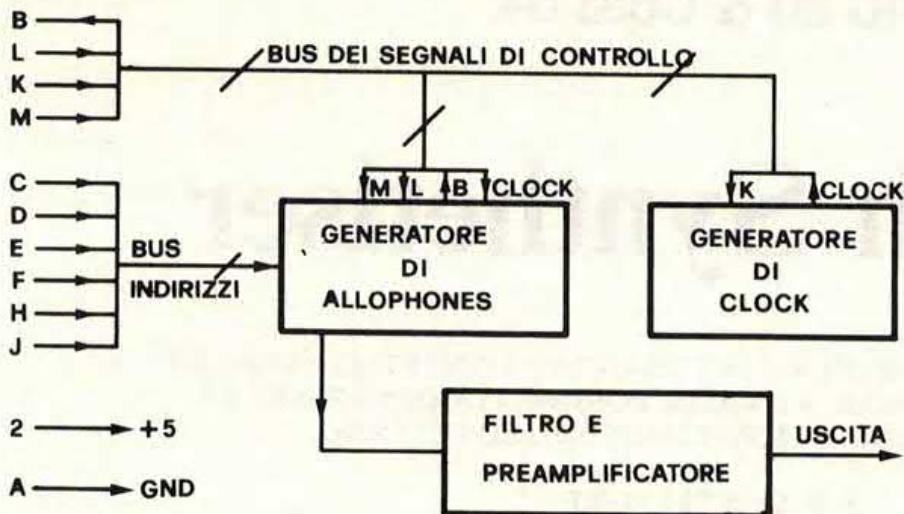 B
L
K
M
BUS DEI SEGNALI DI CONTROLLO
M L B CLOCK
K CLOCK
C
D
E
F
H
J
BUS
INDIRIZZI
GENERATORE
DI
ALLOPHONES
GENERATORE
DI
CLOCK
2 +5
A GND
FILTRO E
PREAMPLIFICATORE
USCITA